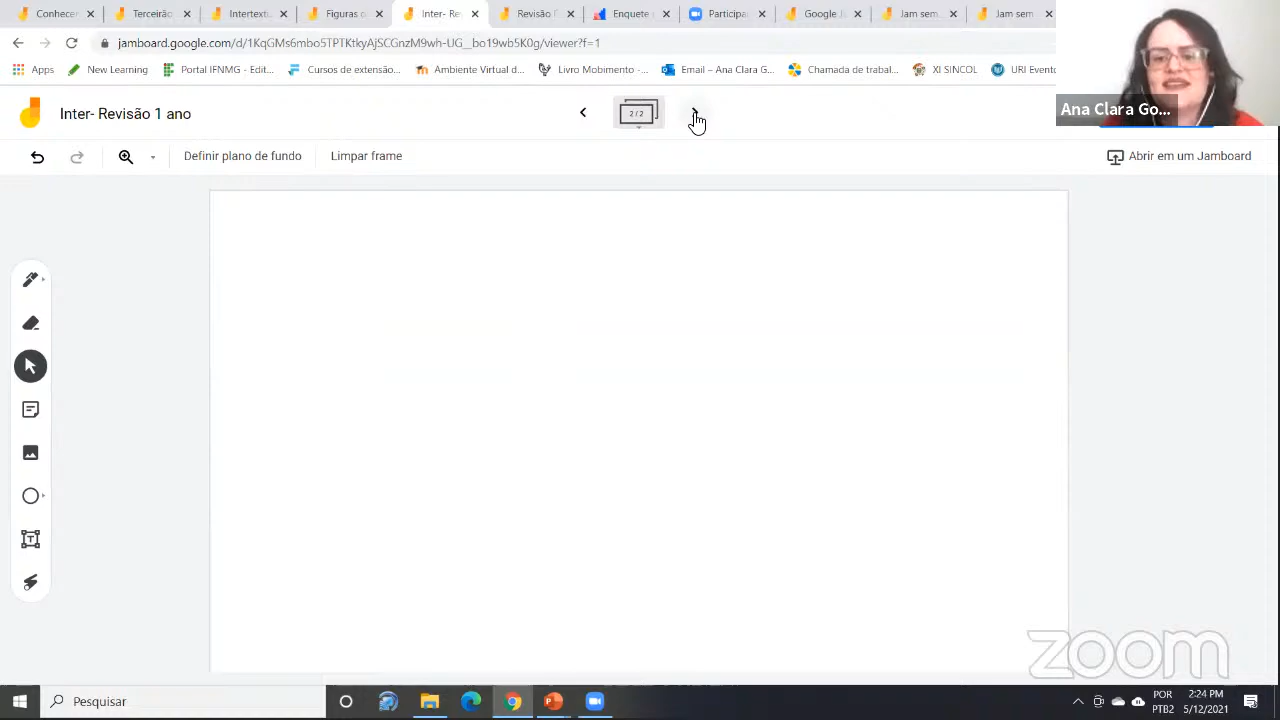 Conhecer
Terceirão
Intertext
Figuras d
Inter- Re
Revisão
Enquete
Participa
Google J
Jam sem
Jam sem
jamboard.google.com/d/1KqGMs6mbo5TPTKtkyAJSCGnzM9wh-UG__bo19wb5K0g/viewer?f=1
Apps
New Learning
Portal IFNMG - Edit...
Cursos de extensão...
Ambiente Virtual d...
Livro Mobimento -...
Email – Ana Clara G...
Chamada de trabal...
XI SINCOL
URI Evento
Ana Clara Go...
Inter- Revisão 1 ano
2 / 2
Definir plano de fundo
Limpar frame
Abrir em um Jamboard
zoom
Pesquisar
POR
PTB2
2:24 PM
5/12/2021